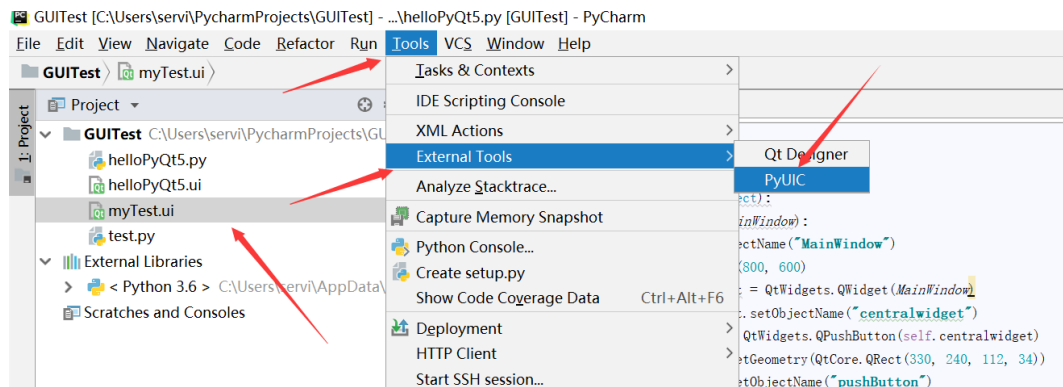 GUITest [C:\Users\servi\PycharmProjects\GUITest] - ...\helloPyQt5.py [GUITest] - PyCharm
File Edit View Navigate Code Refactor Run Tools VCS Window Help
GUITest myTest.ui
1: Project
Project
GUITest C:\Users\servi\PycharmProjects\GU
helloPyQt5.py
helloPyQt5.ui
myTest.ui
test.py
External Libraries
< Python 3.6 > C:\Users\servi\AppData\
Scratches and Consoles
Tasks & Contexts
IDE Scripting Console
XML Actions
External Tools
Analyze Stacktrace...
Capture Memory Snapshot
Python Console...
Create setup.py
Show Code Coverage Data Ctrl+Alt+F6
Deployment
HTTP Client
Start SSH session...
Qt Designer
PyUIC
ect):
inWindow):
ectName("MainWindow")
(800, 600)
= QtWidgets.QWidget(MainWindow)
t.setObjectName("centralwidget")
QtWidgets.QPushButton(self.centralwidget)
etGeometry(QtCore.QRect(330, 240, 112, 34))
etObjectName("pushButton")